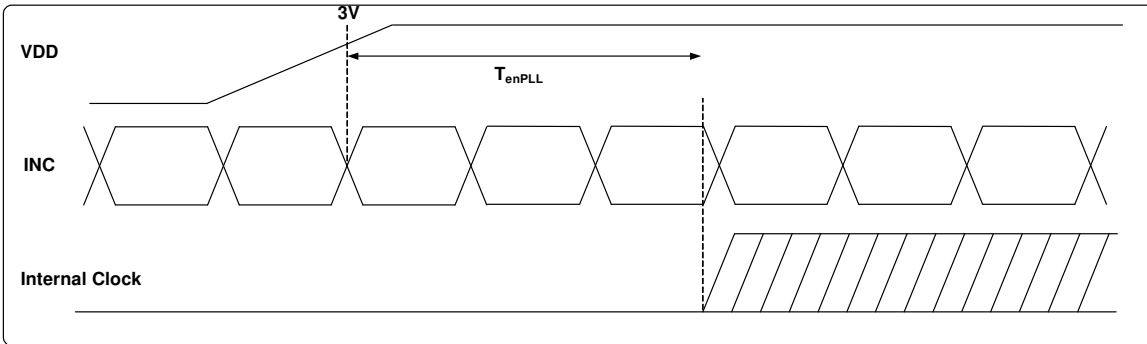 3V
VDD
TenPLL
INC
Internal Clock